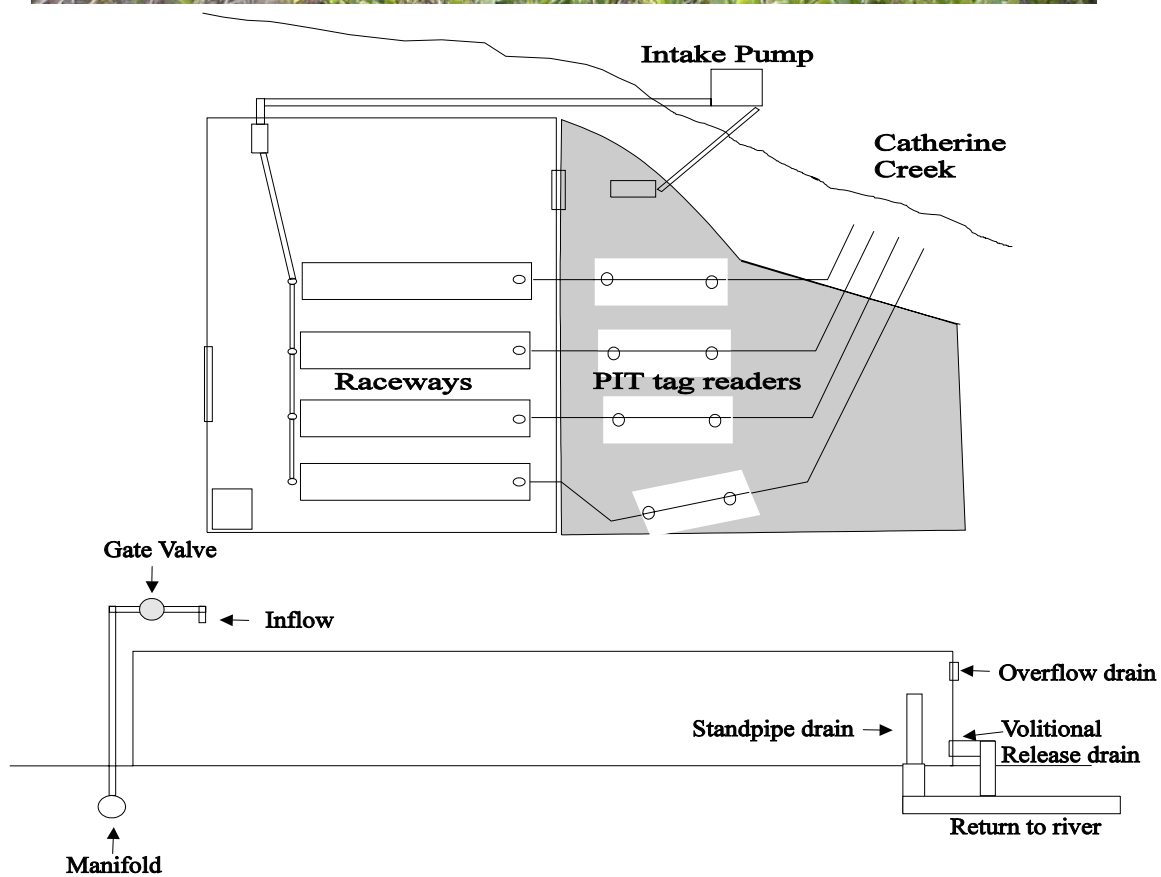 Intake Pump
Catherine
Creek
Raceways
PIT tag readers
Gate Valve
Inflow
Overflow drain
Standpipe drain
Volitional
Release drain
Return to river
Manifold